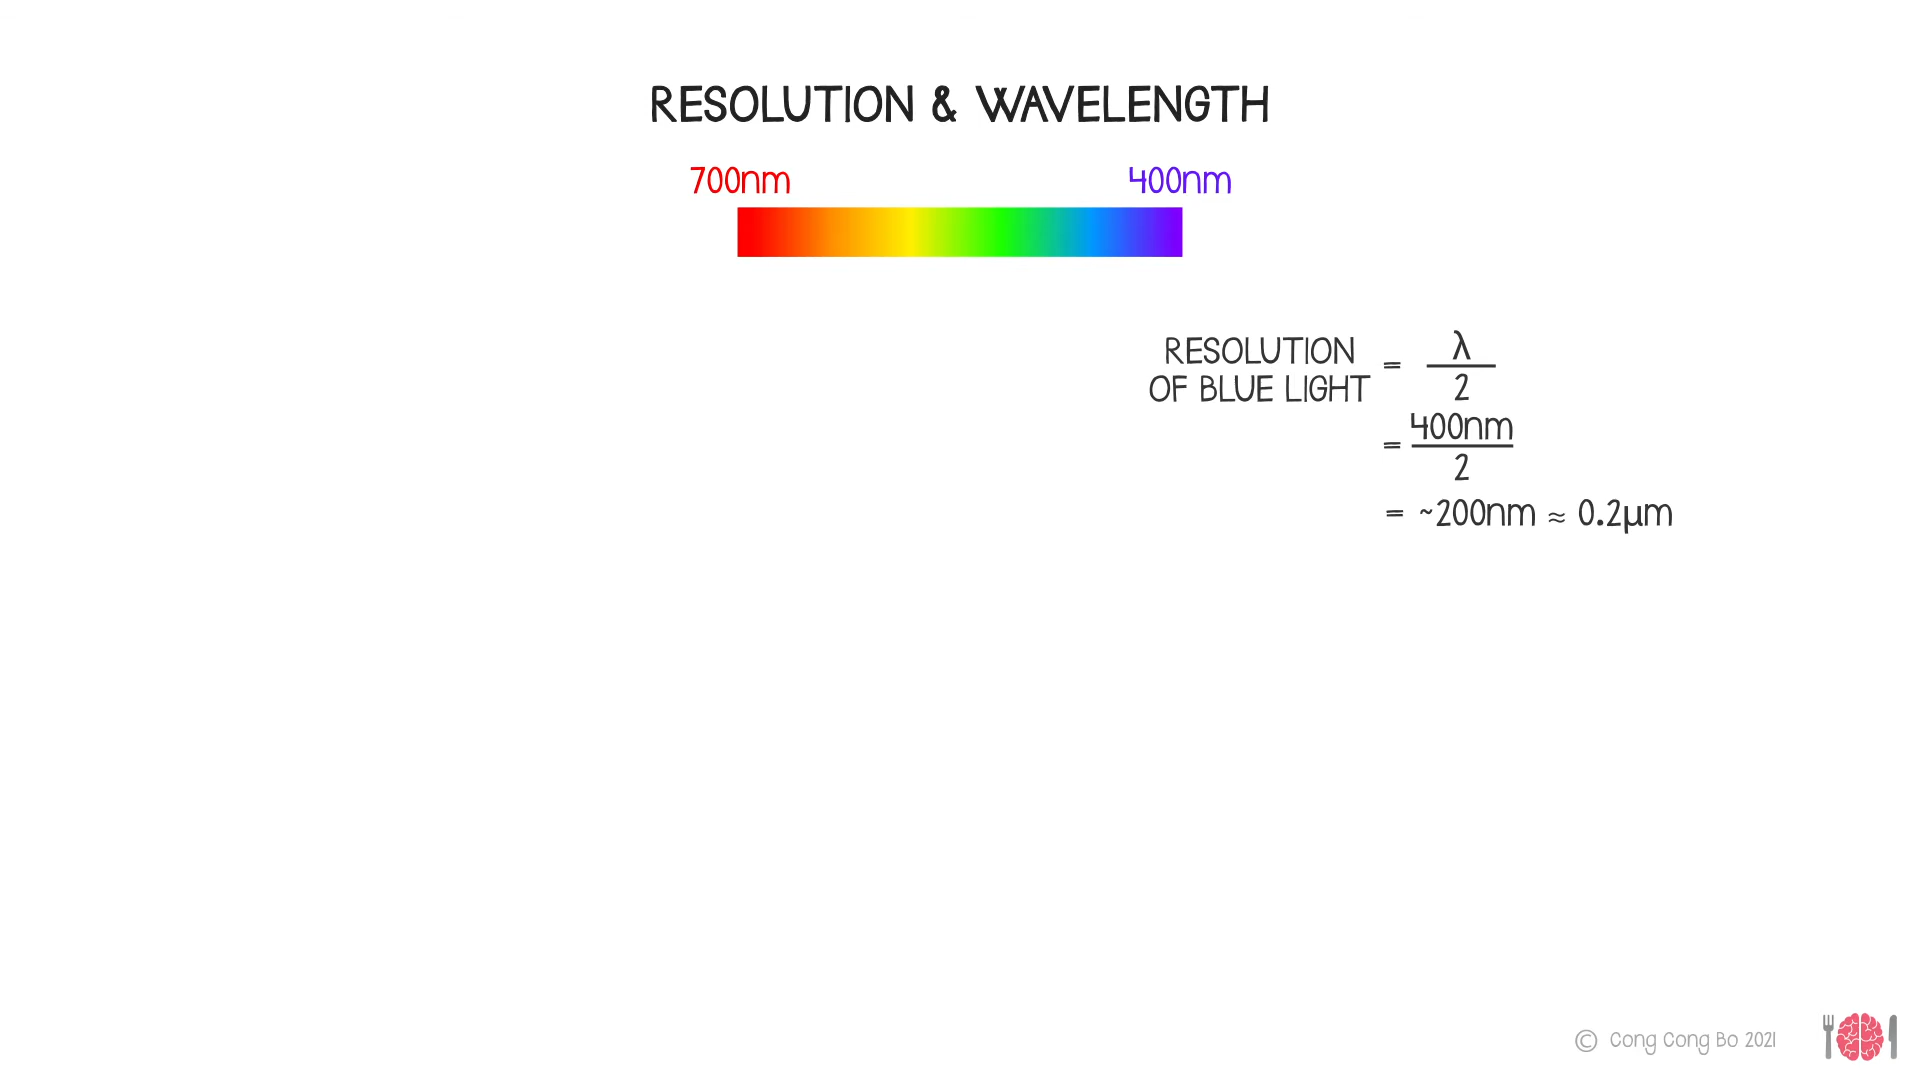 RESOLUTION & WAVELENGTH
700nm 400nm
RESOLUTION
OF BLUE LIGHT
= λ
2
= 400nm
2
= ~200nm ≈ 0.2µm
© Cong Cong Bo 2021